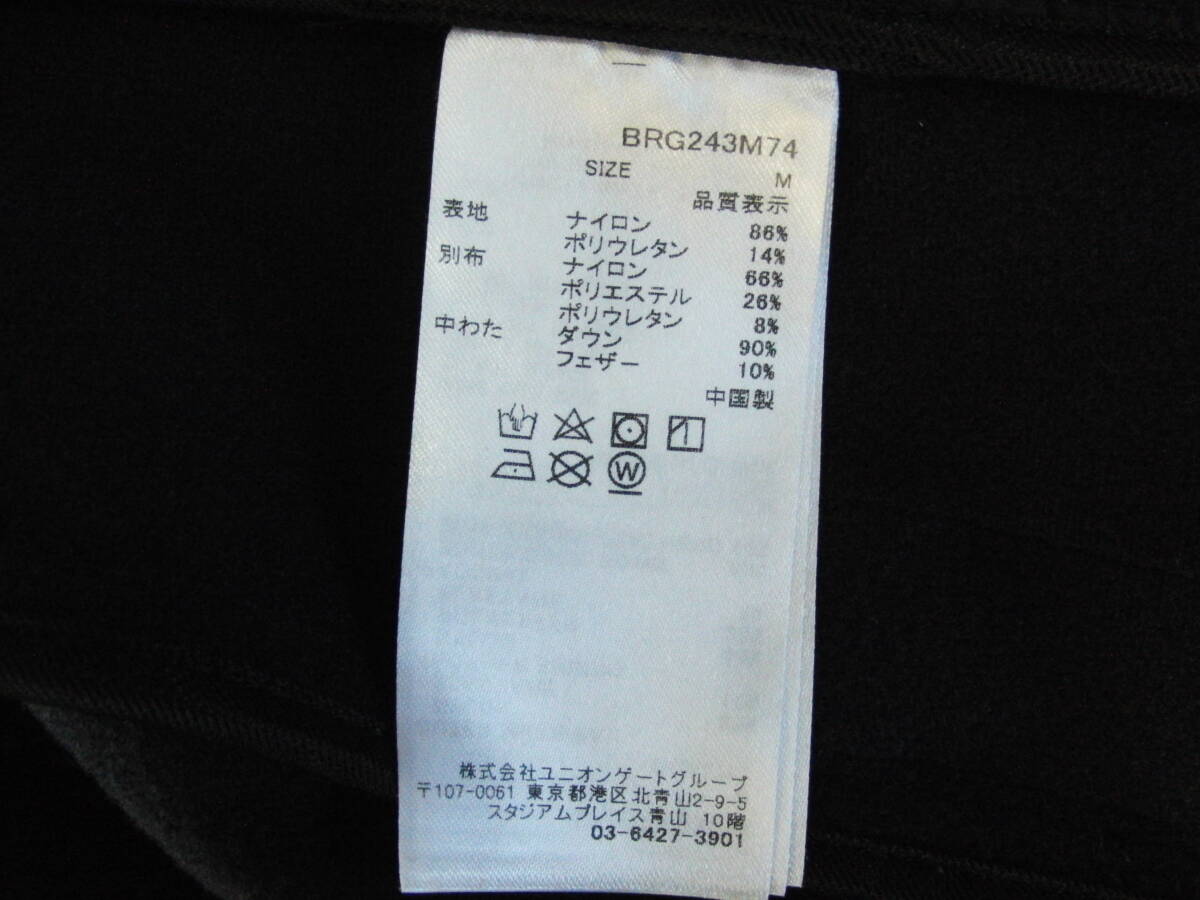 BRG243M74
SIZE M
品質表示
表地 ナイロン 86%
ポリウレタン 14%
別布 ナイロン 66%
ポリエステル 26%
ポリウレタン 8%
中わた ダウン 90%
フェザー 10%
中国製
W
株式会社ユニオンゲートグループ
〒107-0061 東京都港区北青山2-9-5
スタジアムプレイス青山 10階
03-6427-3901